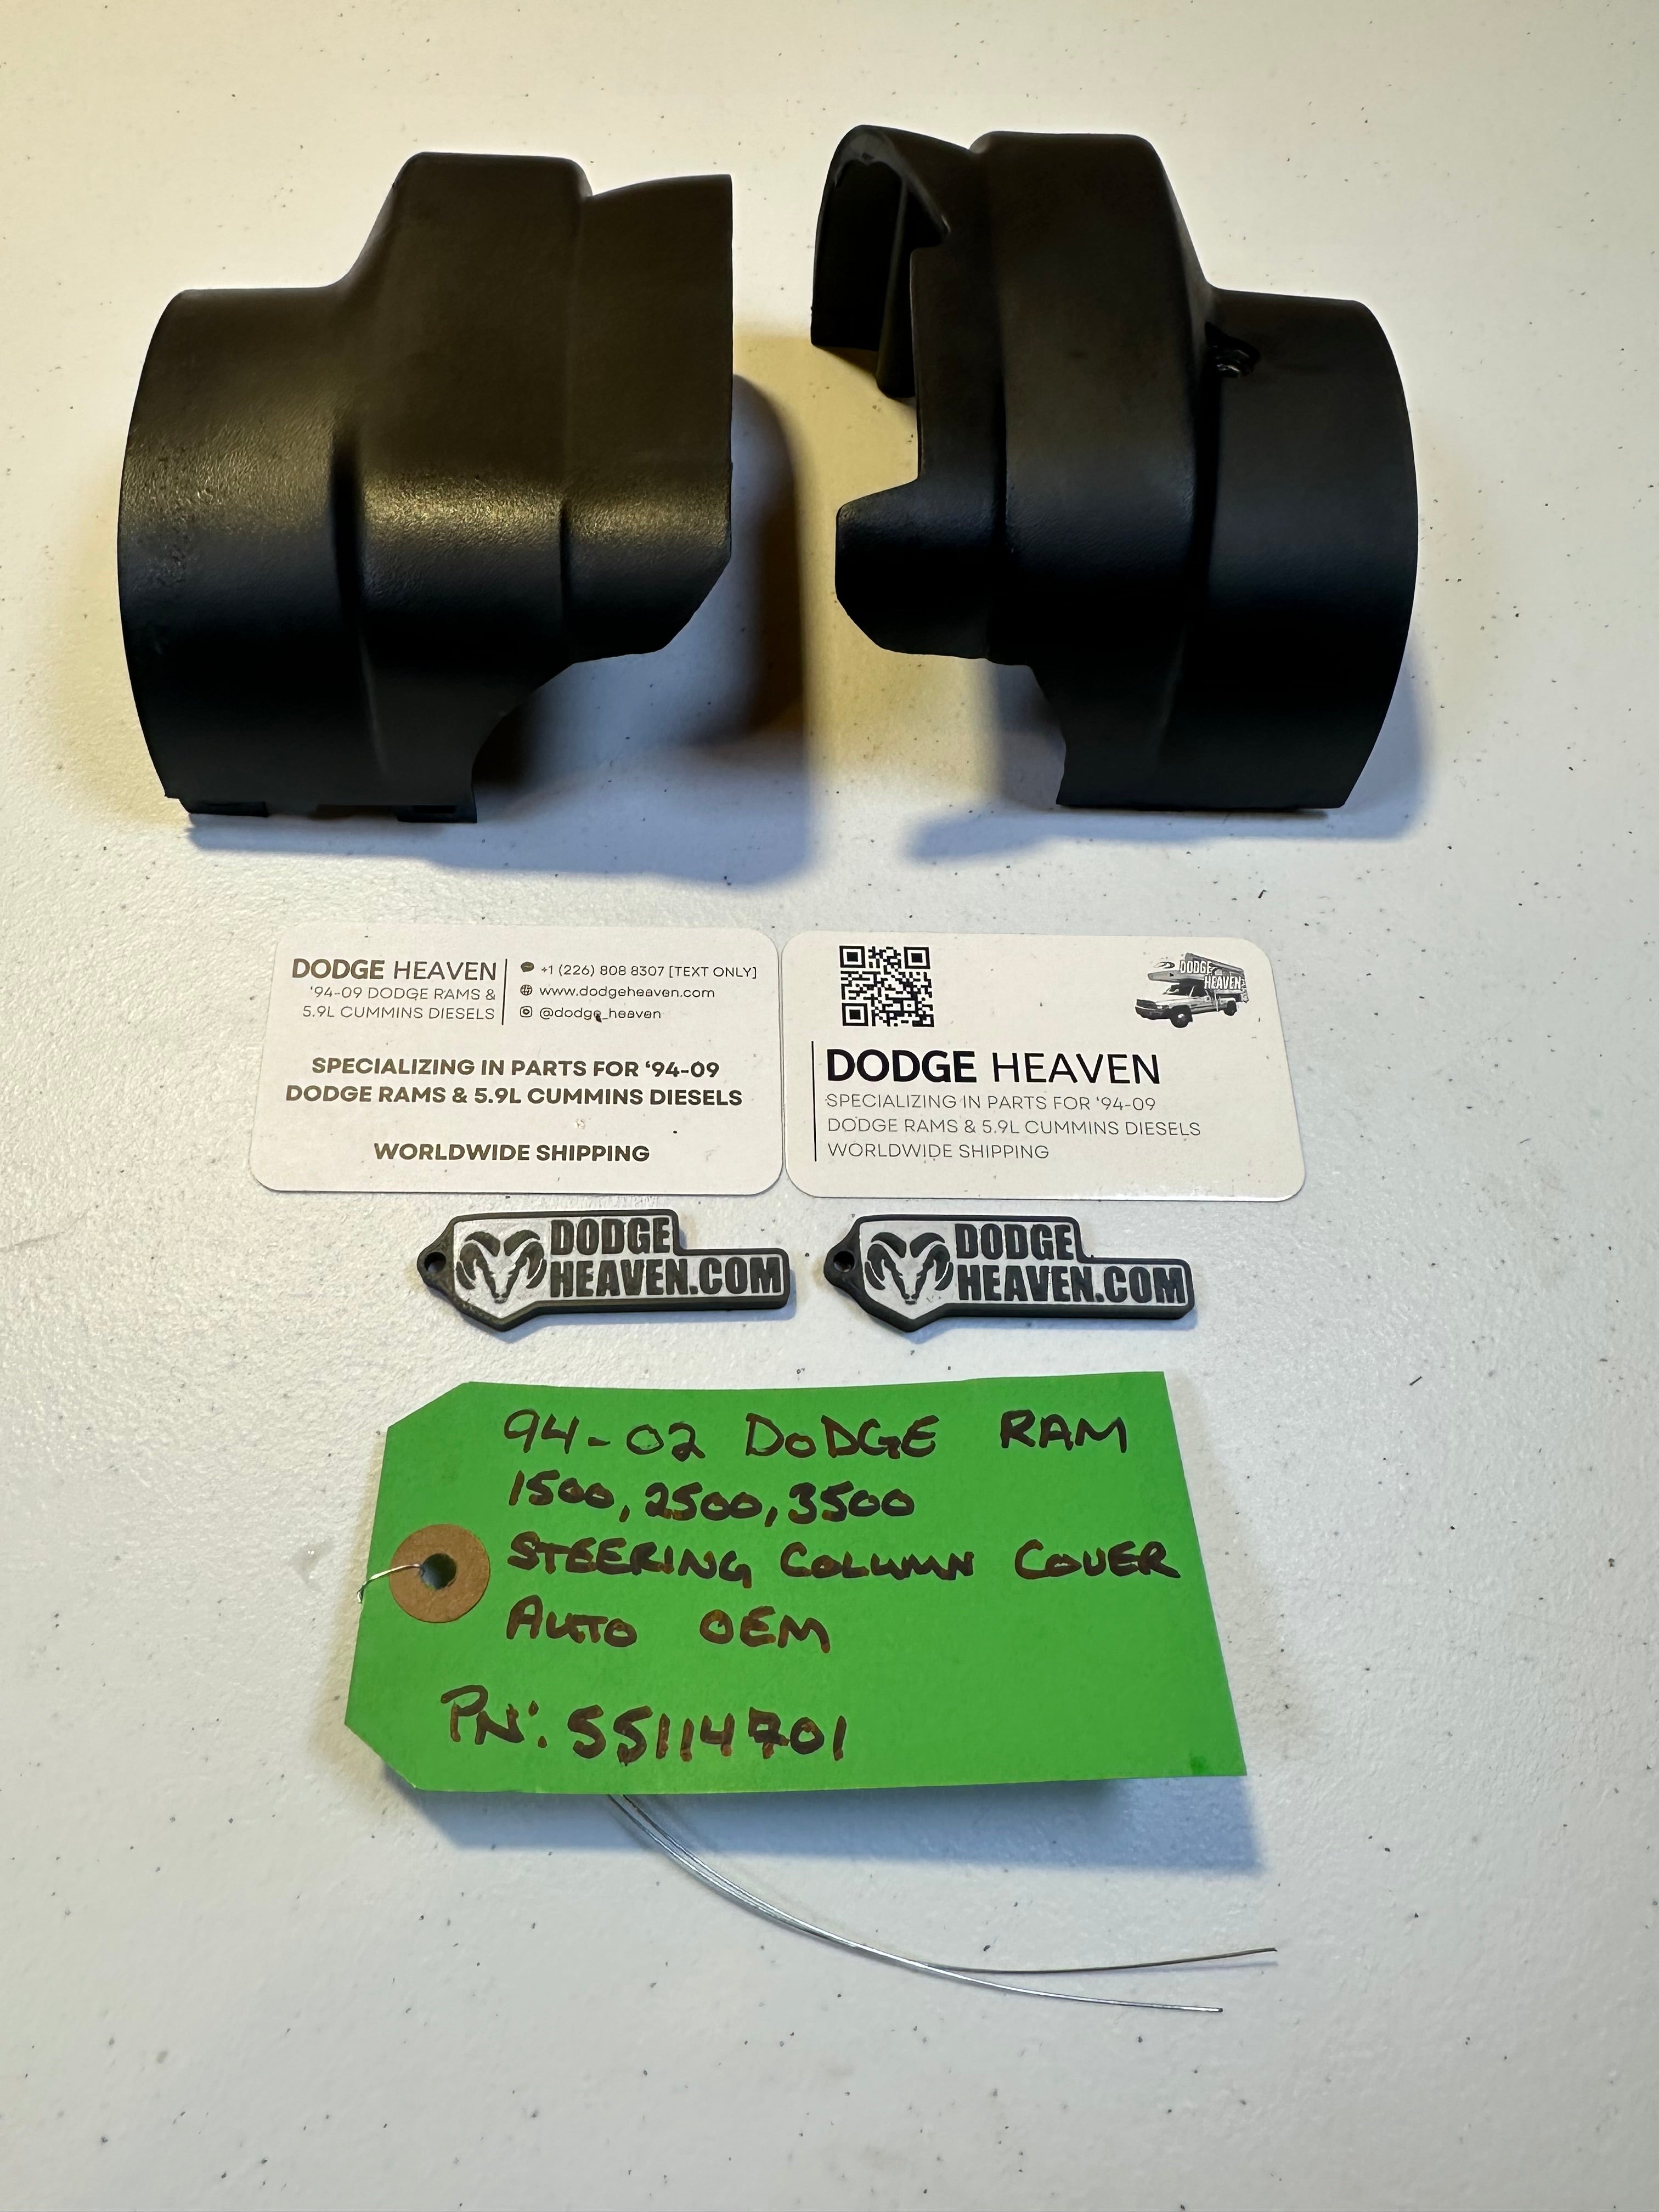 DODGE HEAVEN
'94-09 DODGE RAMS &
5.9L CUMMINS DIESELS
+1 (226) 808 8307 [TEXT ONLY]
www.dodgeheaven.com
@dodge_heaven
SPECIALIZING IN PARTS FOR ‘94-09
DODGE RAMS & 5.9L CUMMINS DIESELS
WORLDWIDE SHIPPING
DODGE
HEAVEN
DODGE HEAVEN
SPECIALIZING IN PARTS FOR '94-09
DODGE RAMS & 5.9L CUMMINS DIESELS
WORLDWIDE SHIPPING
DODGE
HEAVEN.COM
DODGE
HEAVEN.COM
94-02 DODGE RAM
1500, 2500, 3500
STEERING COLUMN COVER
AUTO OEM
PN: 55114701